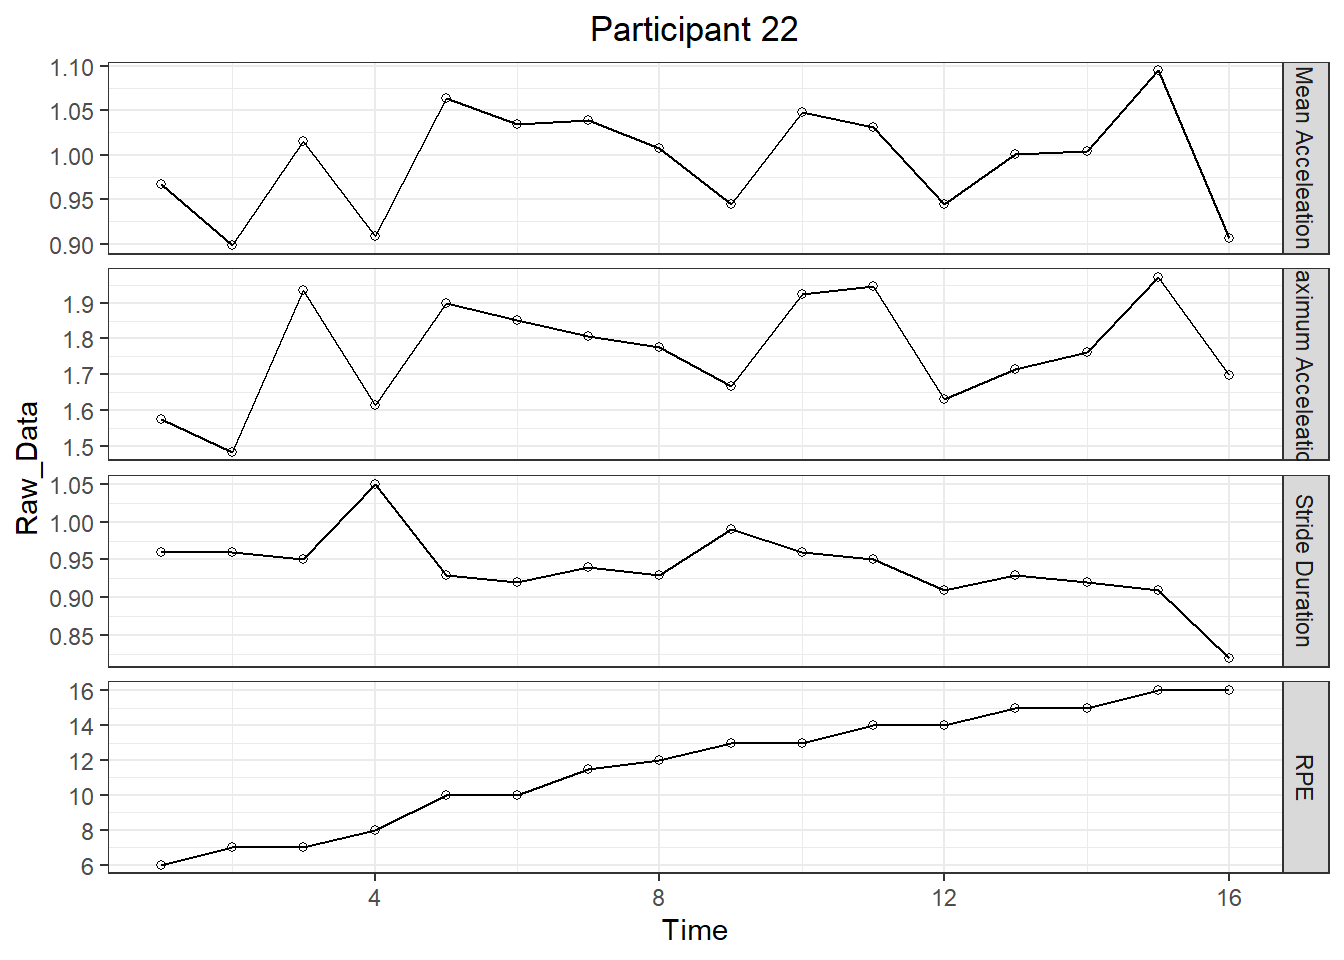 Participant 22
1.10
1.05
1.00
0.95
0.90
Mean Acceleation
1.9
1.8
1.7
1.6
1.5
aximum Acceleatio
Raw_Data
1.05
1.00
0.95
0.90
0.85
Stride Duration
16
14
12
10
8
6
RPE
4 8 12 16
Time